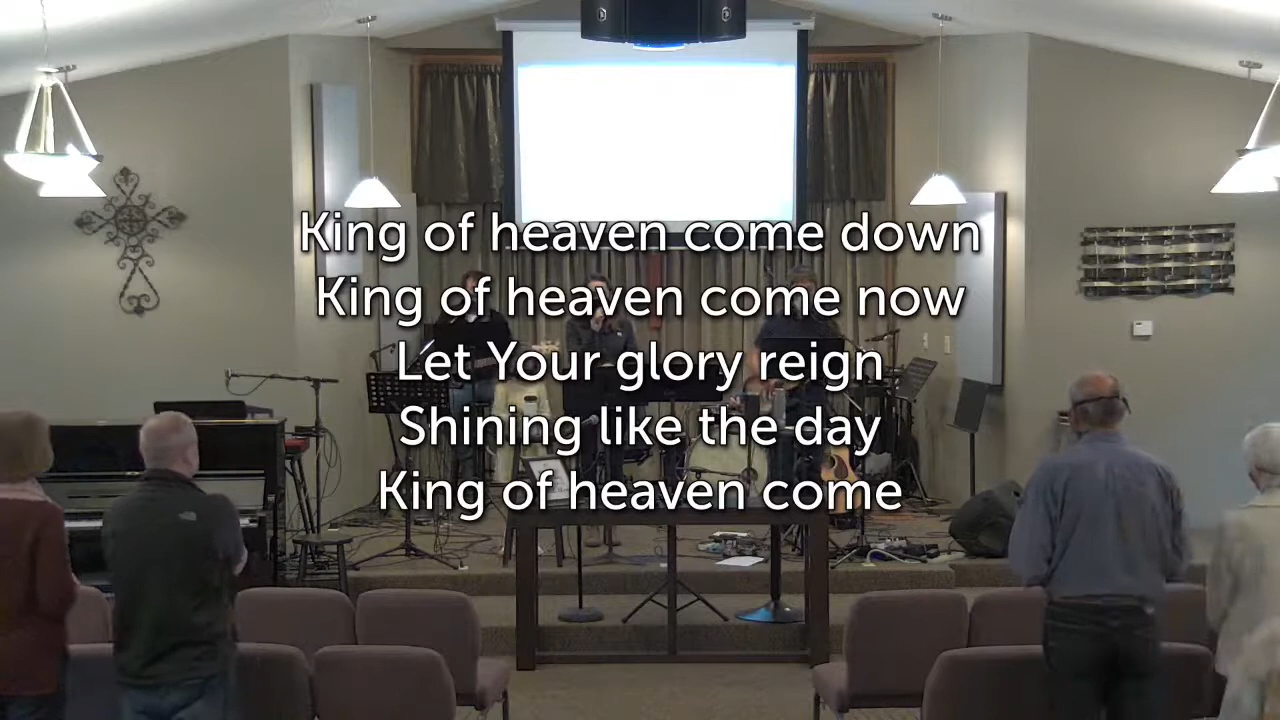 King of heaven come down
King of heaven come now
Let Your glory reign
Shining like the day
King of heaven come